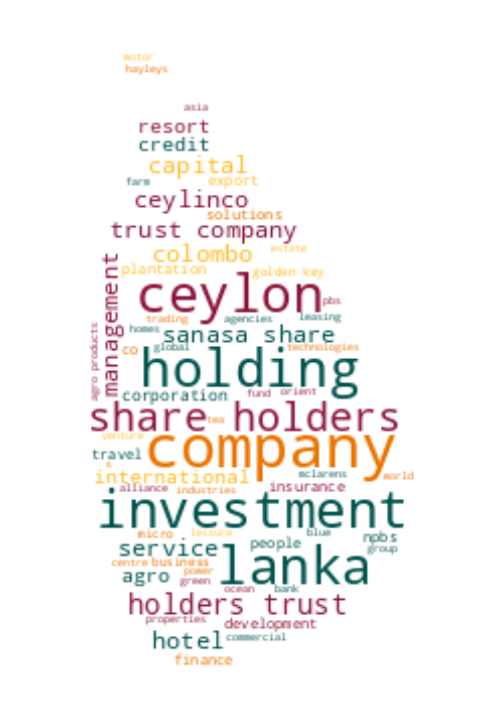 motor
hayleys
asia
resort
credit
capital
farm export
ceylinco
solutions
trust company
colombo estate
plantation golden key
management
ceylon pbs
trading agencies leasing
homes sanasa share
co global technologies
agro products
holding
corporation fund orient
share holders
tea
venture company
travel
s
international mclarens world
alliance industries insurance
investment
micro leisure blue npbs
service people group
centre business
agro power lanka
green
ocean bank
holders trust
properties development
hotel commercial
finance